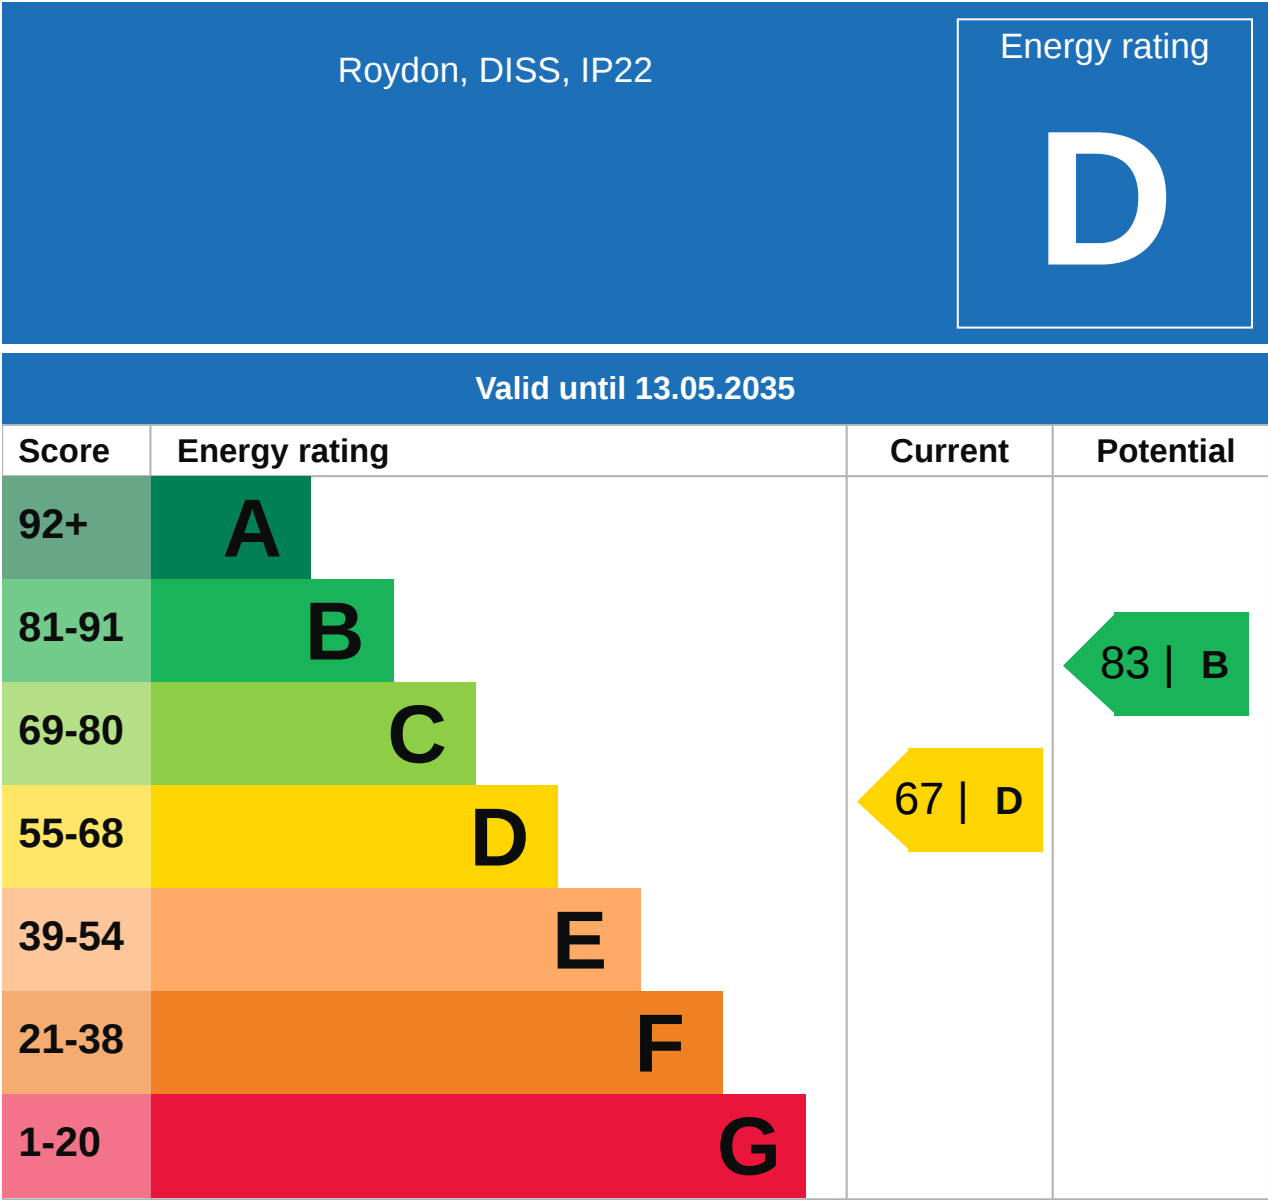 Roydon, DISS, IP22
Energy rating
D
Valid until 13.05.2035
Score Energy rating Current Potential
92+ A
81-91 B
83 | B
69-80 C
67 | D
55-68 D
39-54 E
21-38 F
1-20 G